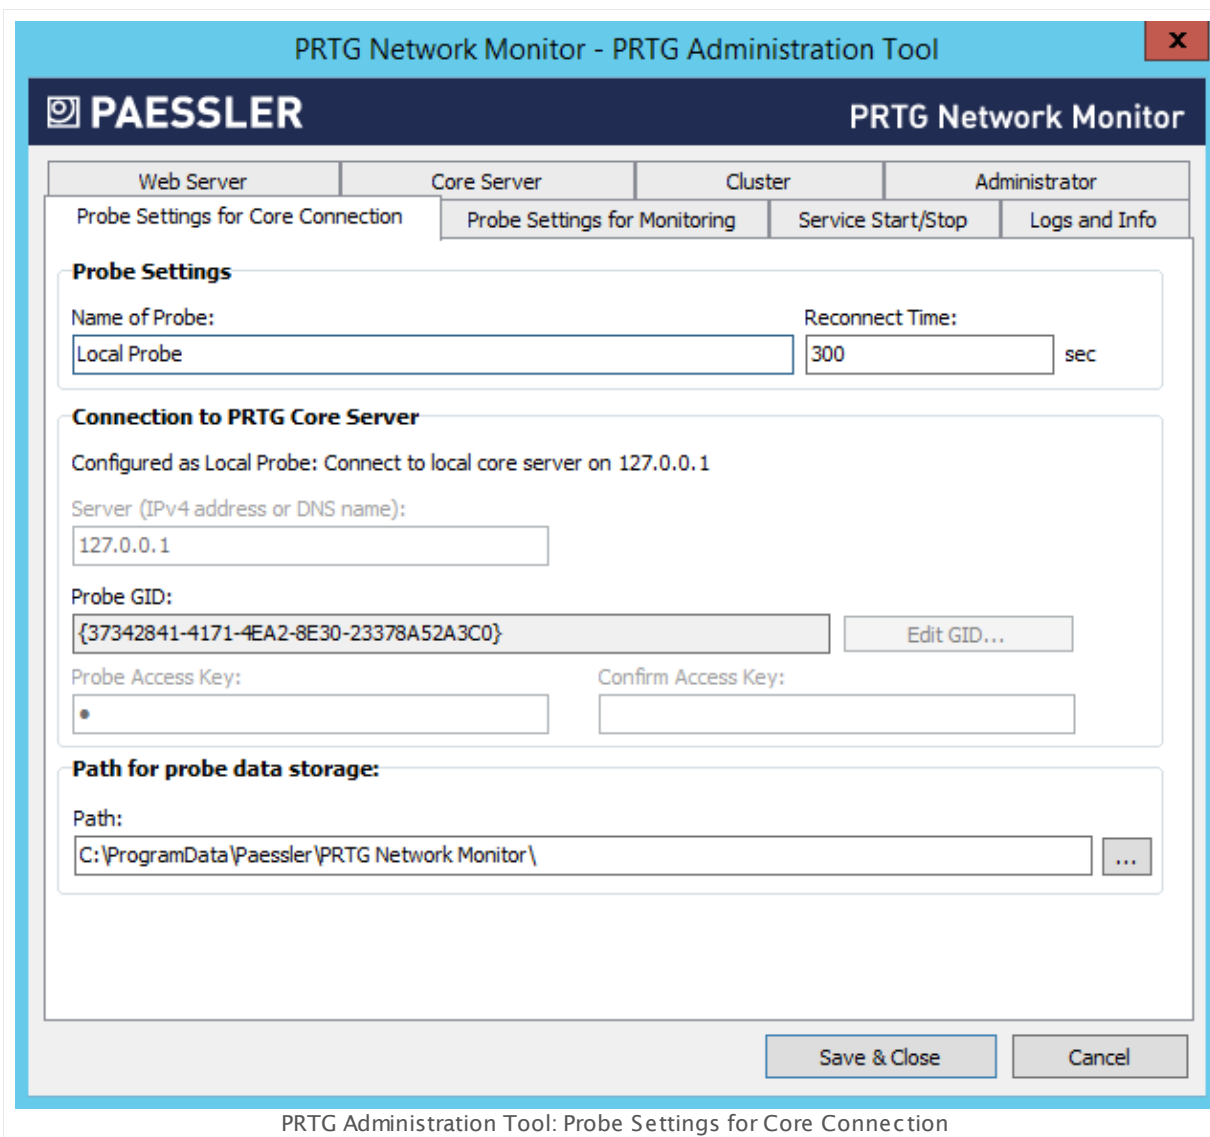 PRTG Network Monitor - PRTG Administration Tool
x
PAESSLER
PRTG Network Monitor
Web Server
Core Server
Cluster
Administrator
Probe Settings for Core Connection
Probe Settings for Monitoring
Service Start/Stop
Logs and Info
Probe Settings
Name of Probe:
Reconnect Time:
Local Probe
300
sec
Connection to PRTG Core Server
Configured as Local Probe: Connect to local core server on 127.0.0.1
Server (IPv4 address or DNS name):
127.0.0.1
Probe GID:
{37342841-4171-4EA2-8E30-23378A52A3C0}
Edit GID...
Probe Access Key:
Confirm Access Key:
●
Path for probe data storage:
Path:
C:\ProgramData\Paessler\PRTG Network Monitor\
...
Save & Close
Cancel
PRTG Administration Tool: Probe Settings for Core Connection